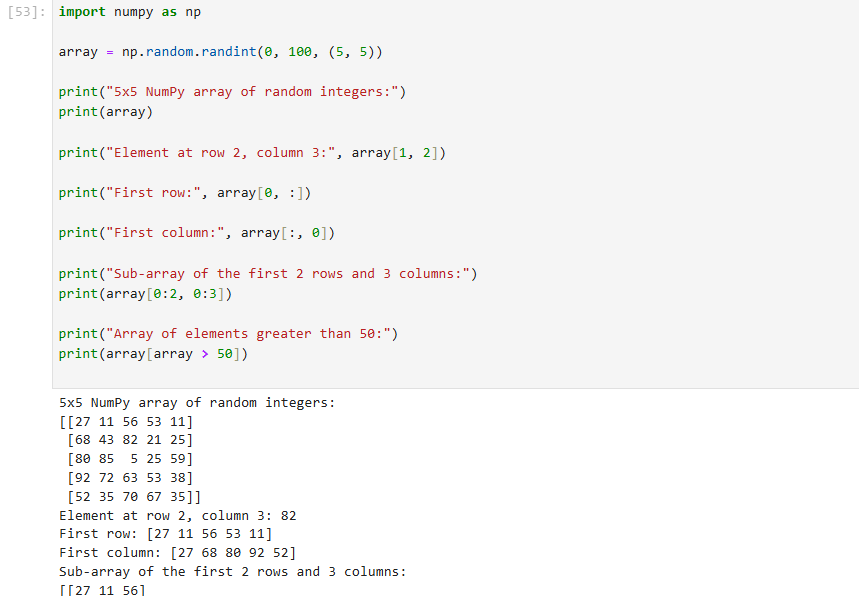 [53]: import numpy as np
array = np.random.randint(0, 100, (5, 5))
print("5x5 NumPy array of random integers:")
print(array)
print("Element at row 2, column 3:", array[1, 2])
print("First row:", array[0, :])
print("First column:", array[:, 0])
print("Sub-array of the first 2 rows and 3 columns:")
print(array[0:2, 0:3])
print("Array of elements greater than 50:")
print(array[array > 50])
5x5 NumPy array of random integers:
[[27 11 56 53 11]
 [68 43 82 21 25]
 [80 85  5 25 59]
 [92 72 63 53 38]
 [52 35 70 67 35]]
Element at row 2, column 3: 82
First row: [27 11 56 53 11]
First column: [27 68 80 92 52]
Sub-array of the first 2 rows and 3 columns:
[[27 11 56]